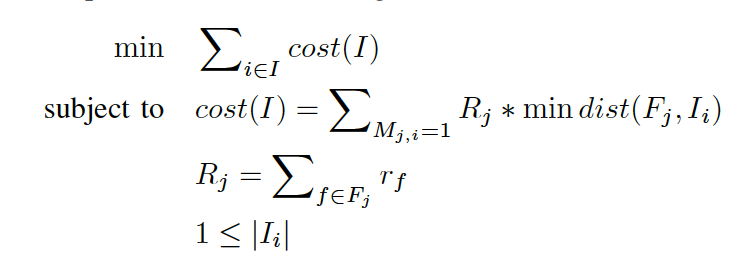 min ∑_{i∈I} cost(I)
subject to cost(I) = ∑_{M_{j,i}=1} R_j * min dist(F_j, I_i)
R_j = ∑_{f∈F_j} r_f
1 ≤ |I_i|